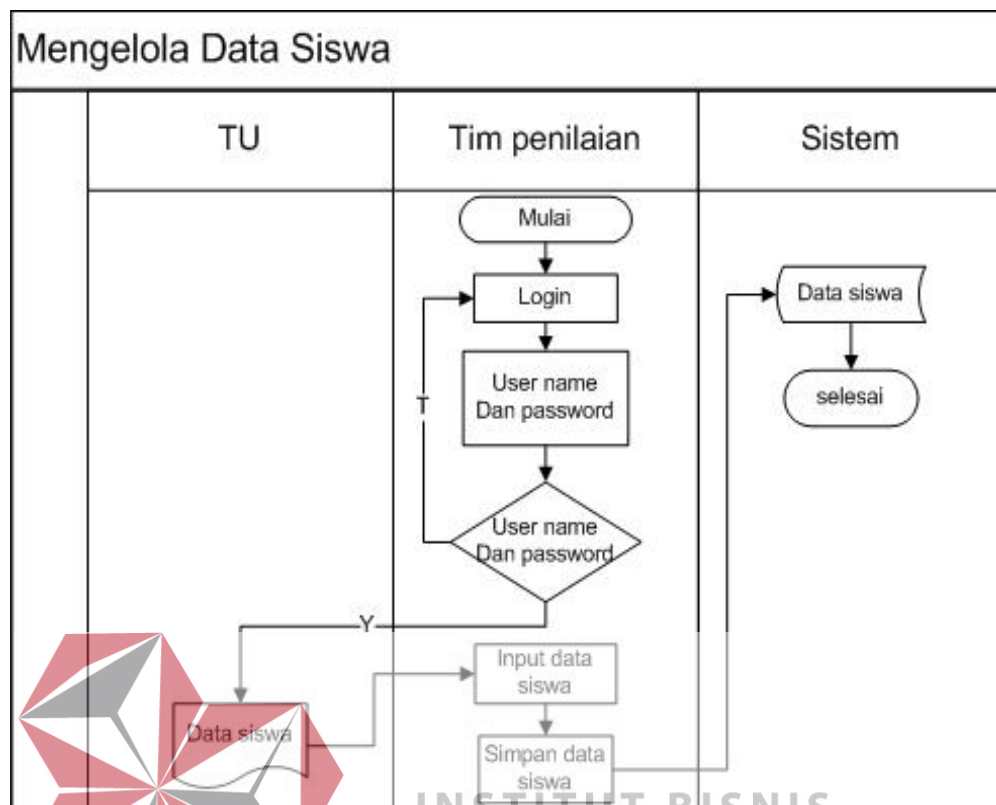 Mengelola Data Siswa
TU
Tim penilaian
Sistem
Mulai
Login
User name
Dan password
T
User name
Dan password
Y
Data siswa
Input data
siswa
Simpan data
siswa
Data siswa
selesai
INSTITUT BISNIS